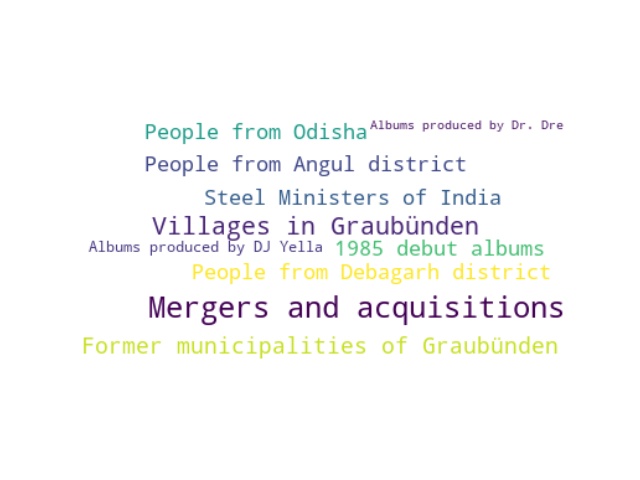 People from Odisha Albums produced by Dr. Dre
People from Angul district
Steel Ministers of India
Villages in Graubünden
Albums produced by DJ Yella 1985 debut albums
People from Debagarh district
Mergers and acquisitions
Former municipalities of Graubünden